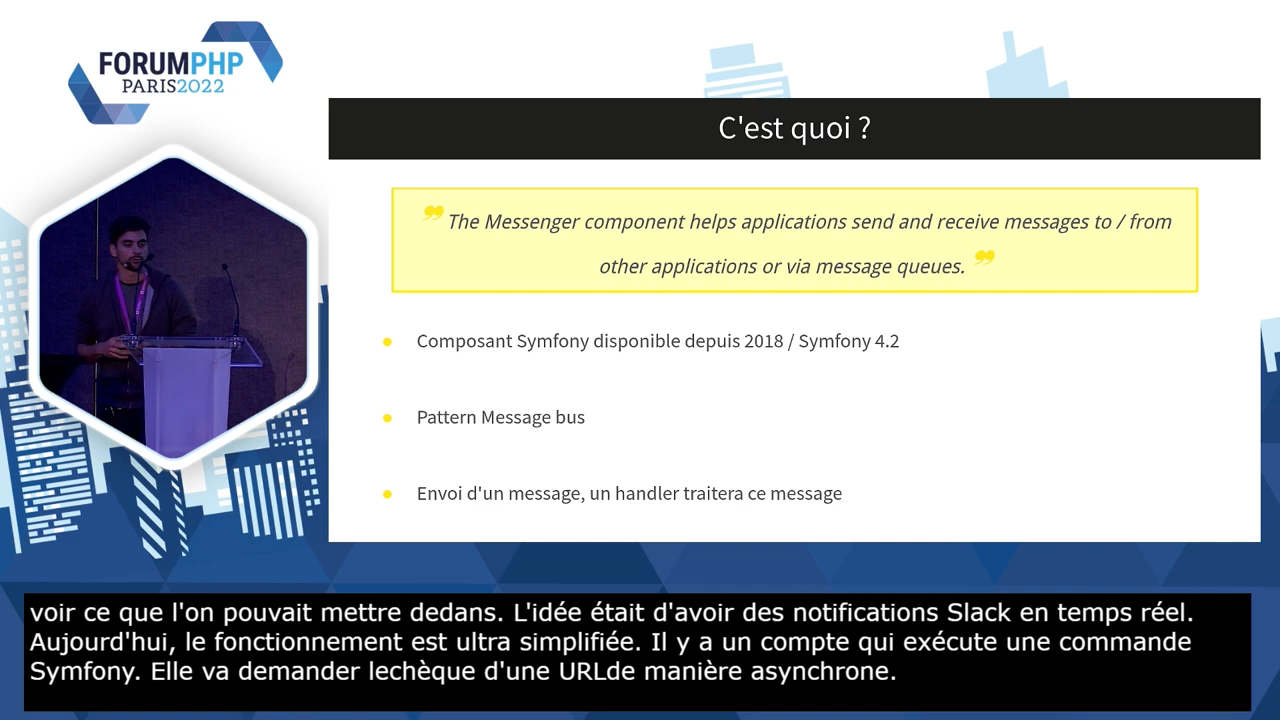 FORUMPHP
PARIS2022
C'est quoi ?
❞ The Messenger component helps applications send and receive messages to / from
other applications or via message queues. ❞
● Composant Symfony disponible depuis 2018 / Symfony 4.2
● Pattern Message bus
● Envoi d'un message, un handler traitera ce message
voir ce que l'on pouvait mettre dedans. L'idée était d'avoir des notifications Slack en temps réel.
Aujourd'hui, le fonctionnement est ultra simplifiée. Il y a un compte qui exécute une commande
Symfony. Elle va demander lechèque d'une URLde manière asynchrone.